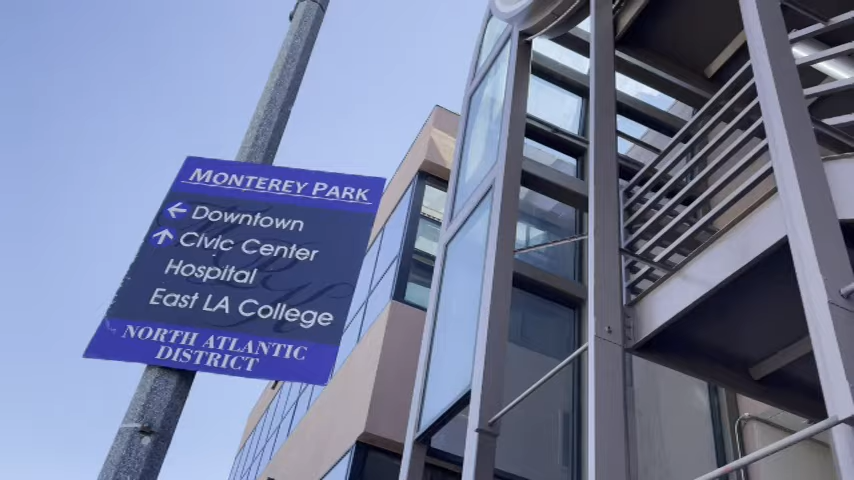 MONTEREY PARK
← Downtown
↑ Civic Center
Hospital
East LA College
NORTH ATLANTIC
DISTRICT